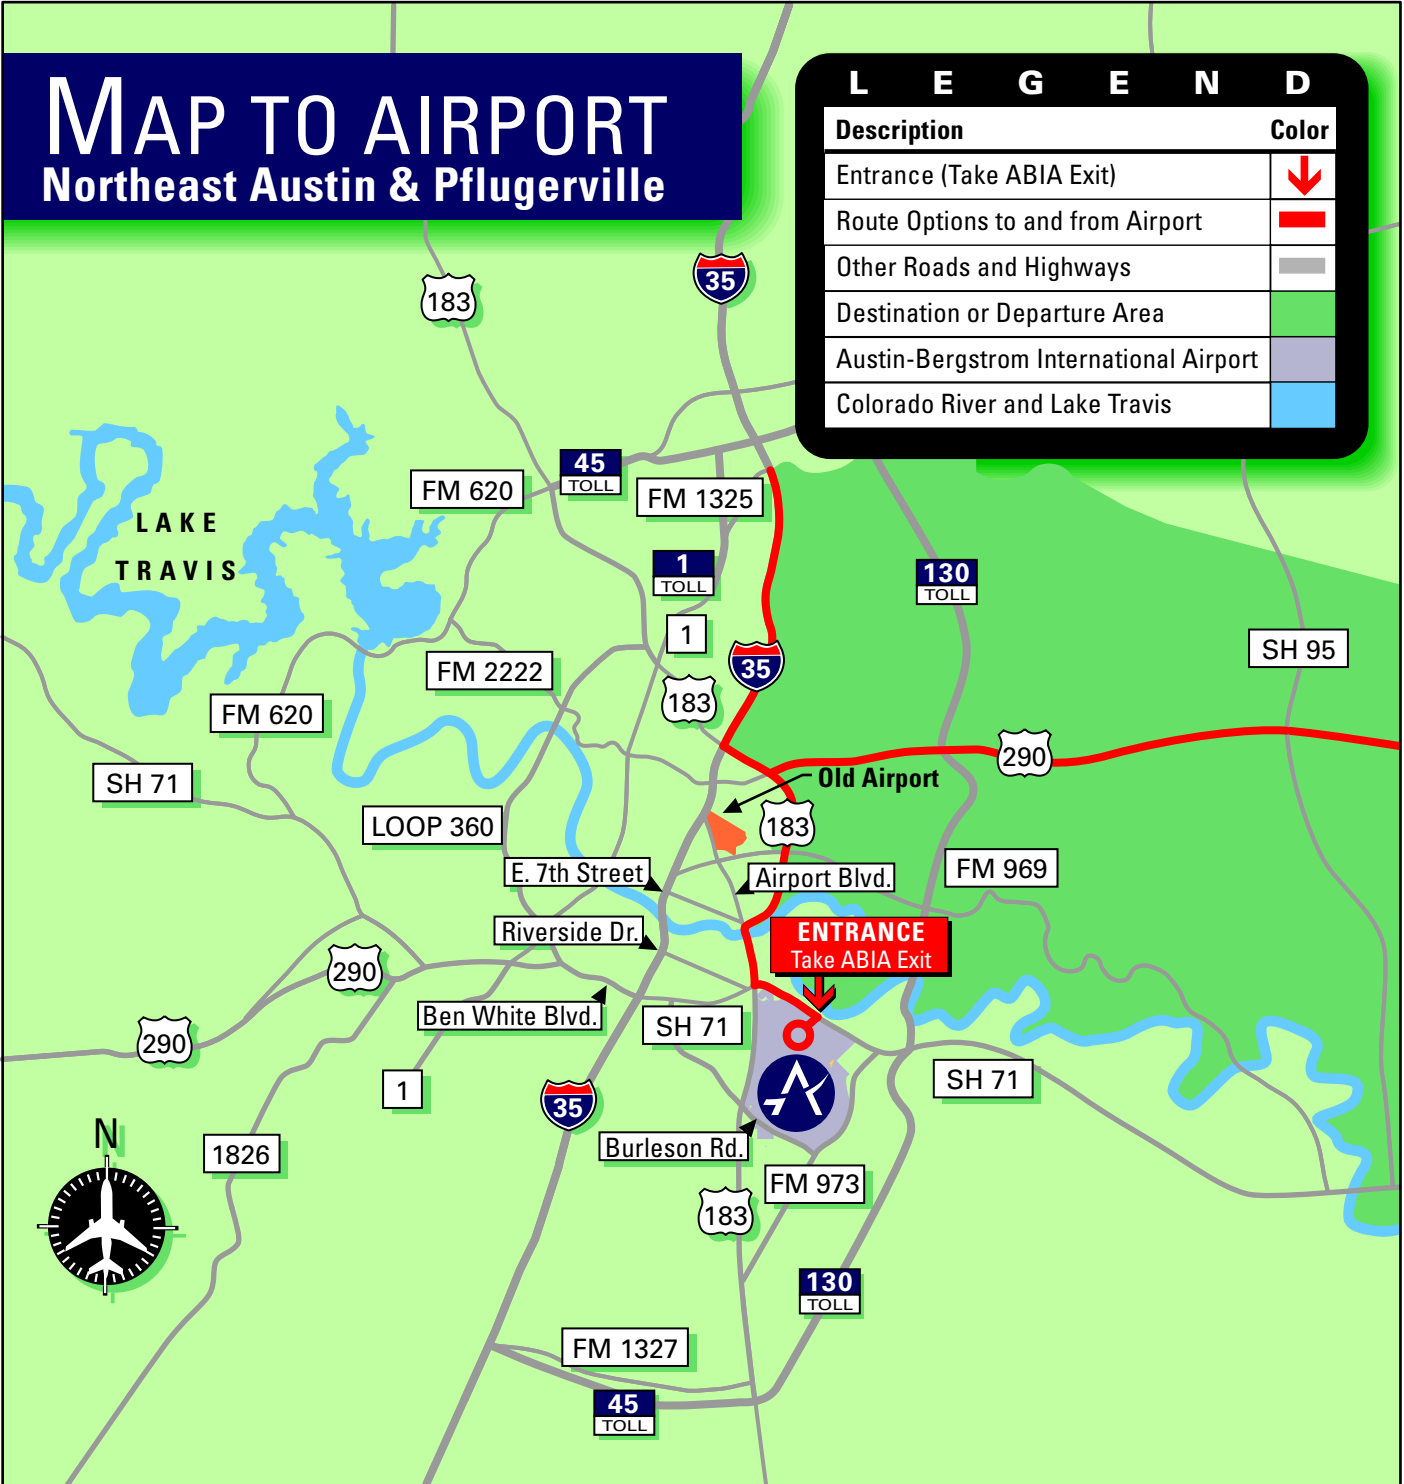 MAP TO AIRPORT
Northeast Austin & Pflugerville
L E G E N D
Description Color
Entrance (Take ABIA Exit)
Route Options to and from Airport
Other Roads and Highways
Destination or Departure Area
Austin-Bergstrom International Airport
Colorado River and Lake Travis
35
183
45
TOLL
FM 620
FM 1325
LAKE
TRAVIS
1
TOLL
130
TOLL
1
SH 95
FM 2222
35
183
FM 620
290
SH 71
Old Airport
LOOP 360
183
E. 7th Street
Airport Blvd.
FM 969
Riverside Dr.
ENTRANCE
Take ABIA Exit
290
Ben White Blvd.
SH 71
290
1
SH 71
35
N
1826
Burleson Rd.
FM 973
183
130
TOLL
FM 1327
45
TOLL